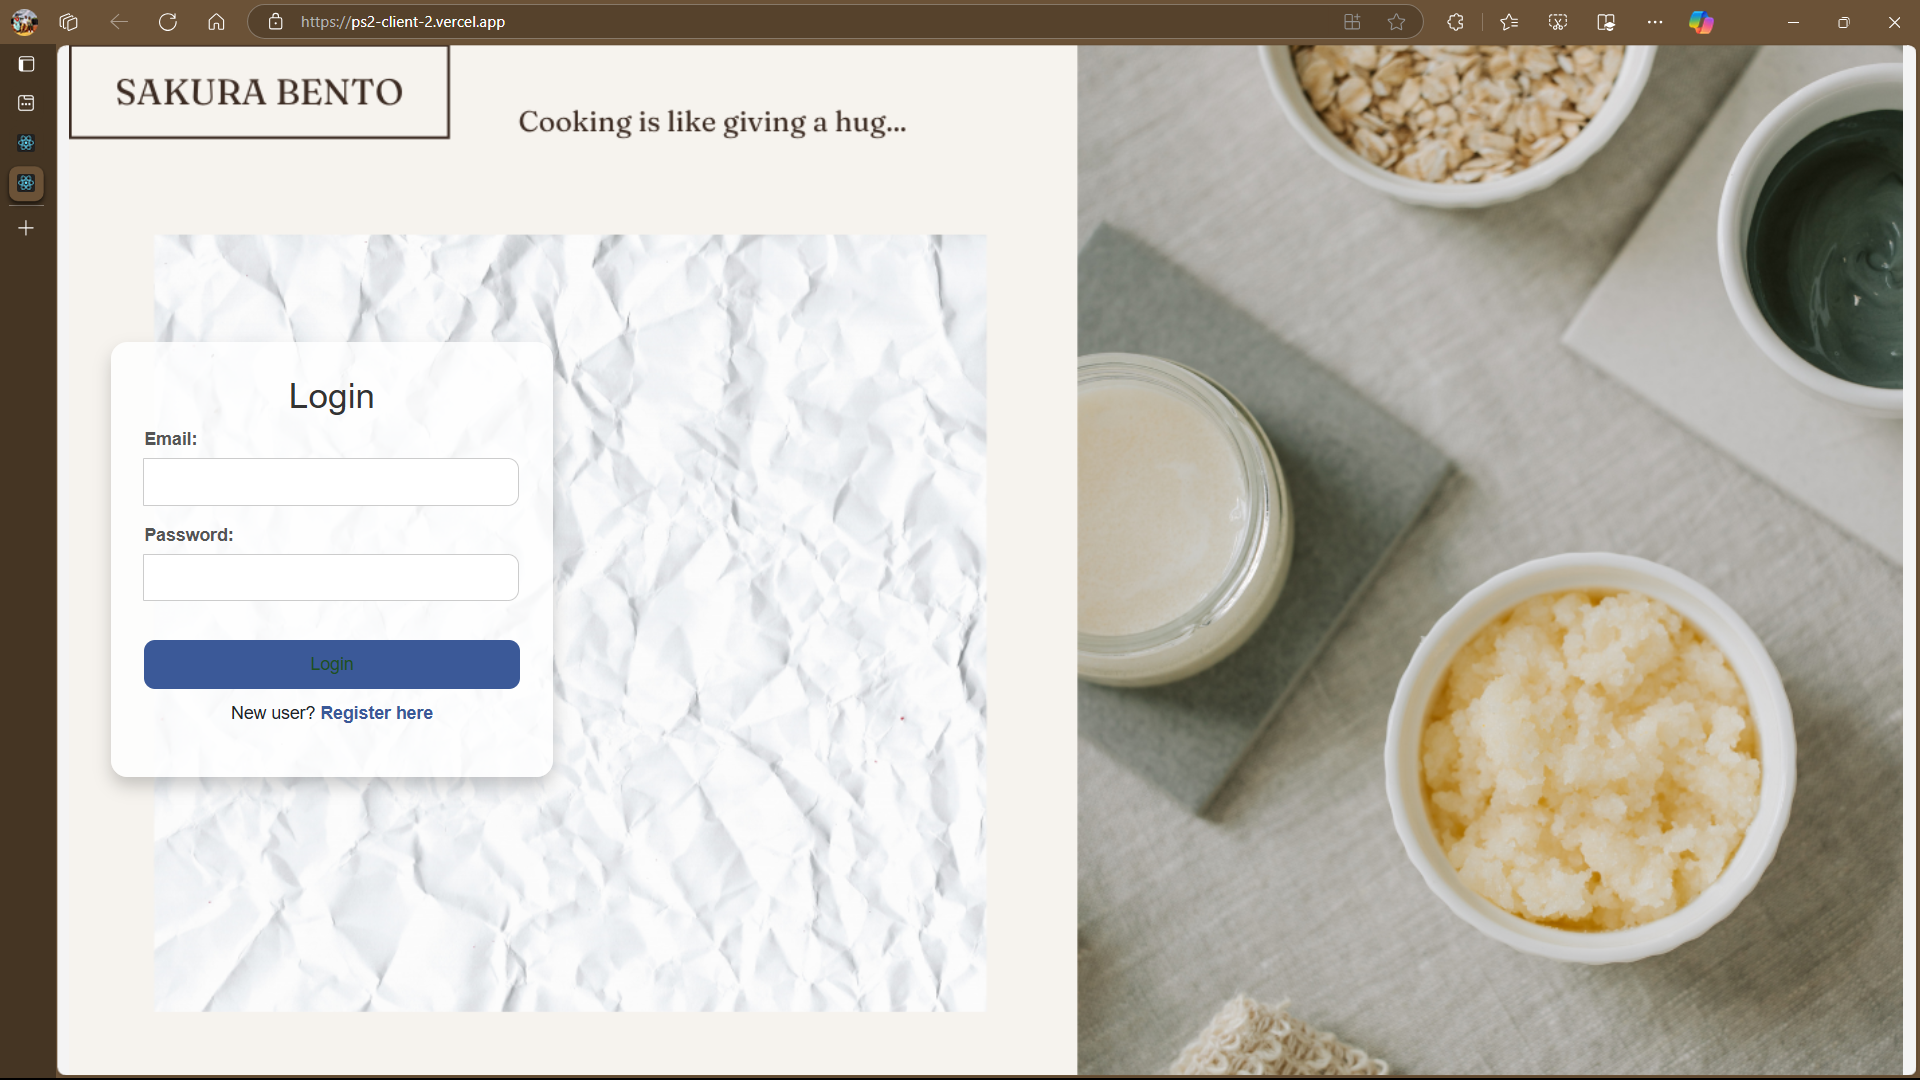 https://ps2-client-2.vercel.app
SAKURA BENTO
Cooking is like giving a hug...
Login
Email:
Password:
Login
New user? Register here